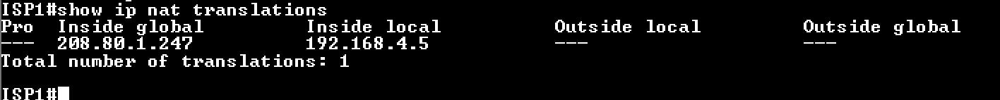 ISP1#show ip nat translations
Pro  Inside global         Inside local          Outside local         Outside global
---  208.80.1.247          192.168.4.5           ---                   ---
Total number of translations: 1
ISP1#